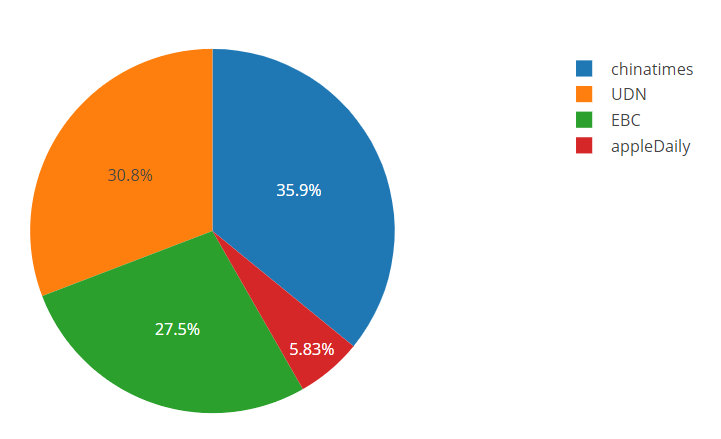 chinatimes
UDN
EBC
appleDaily
30.8%
35.9%
27.5%
5.83%